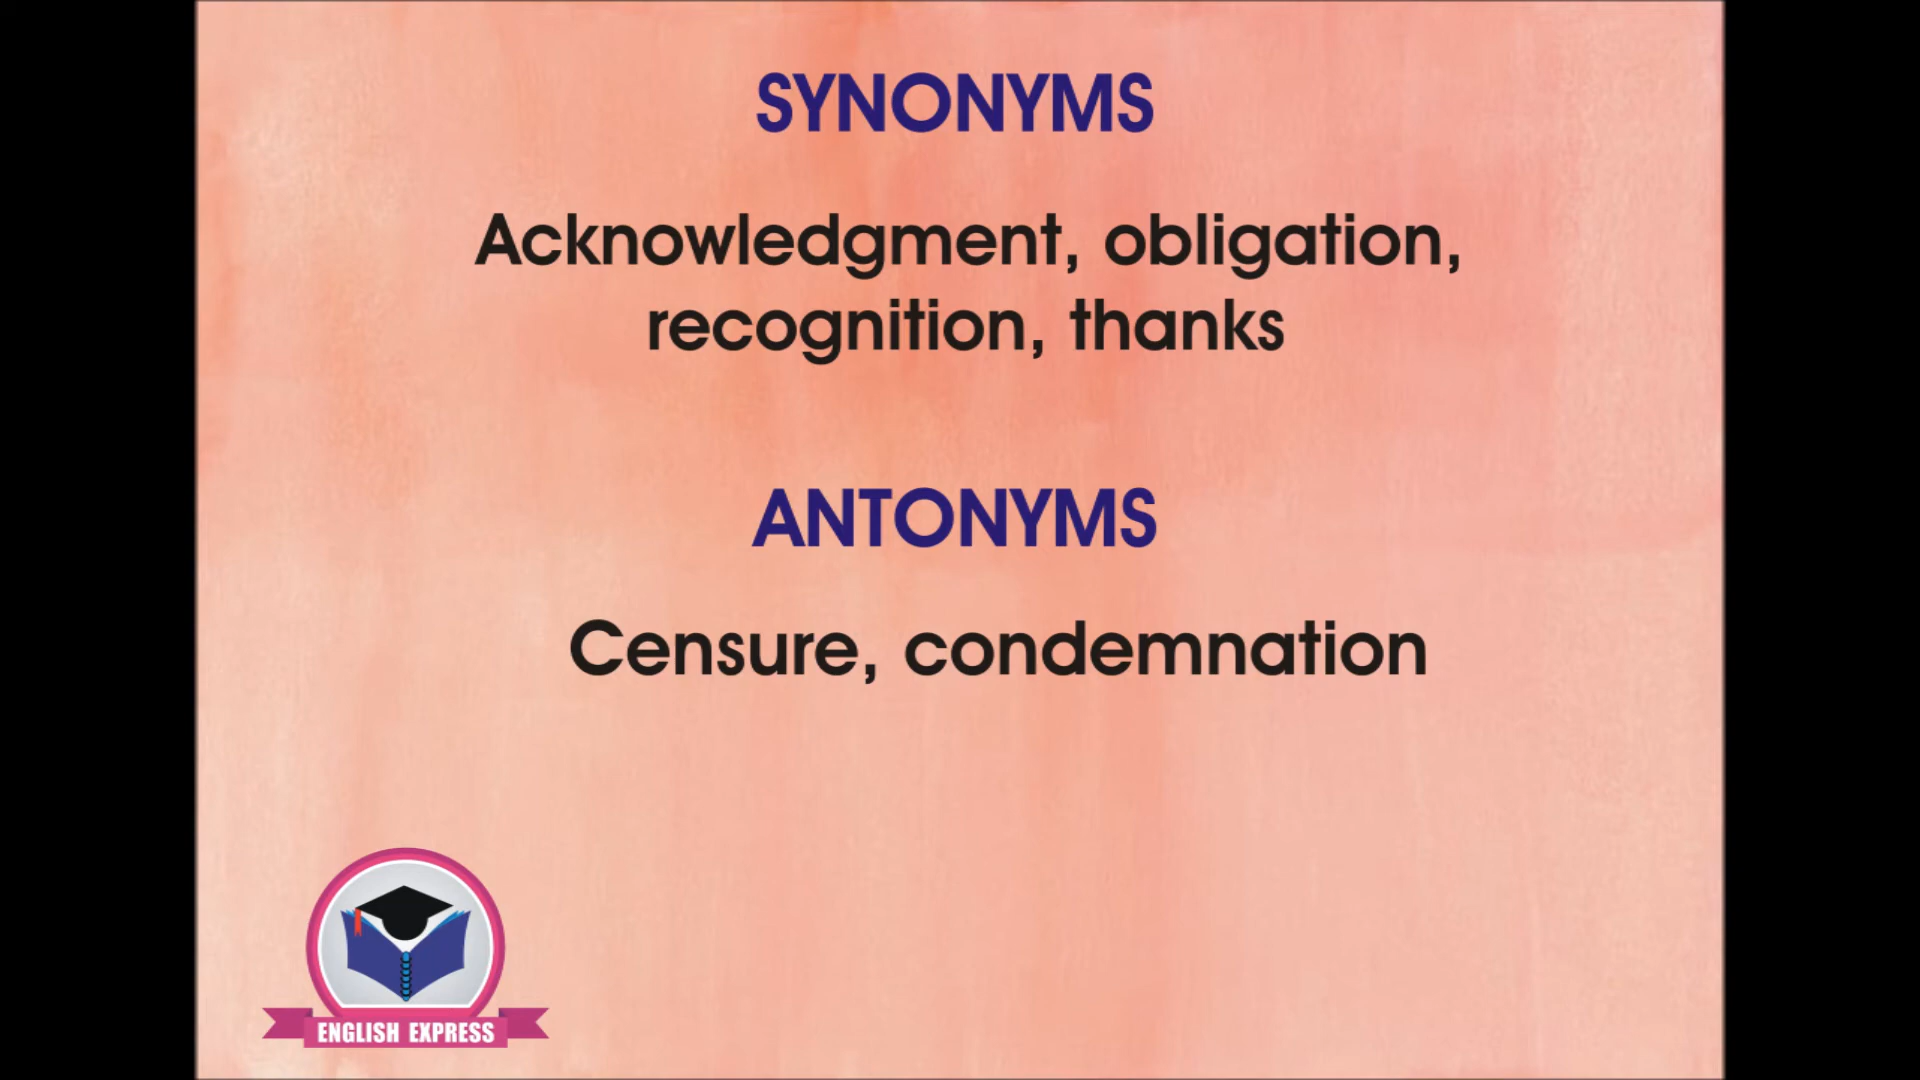 SYNONYMS
Acknowledgment, obligation,
recognition, thanks
ANTONYMS
Censure, condemnation
ENGLISH EXPRESS